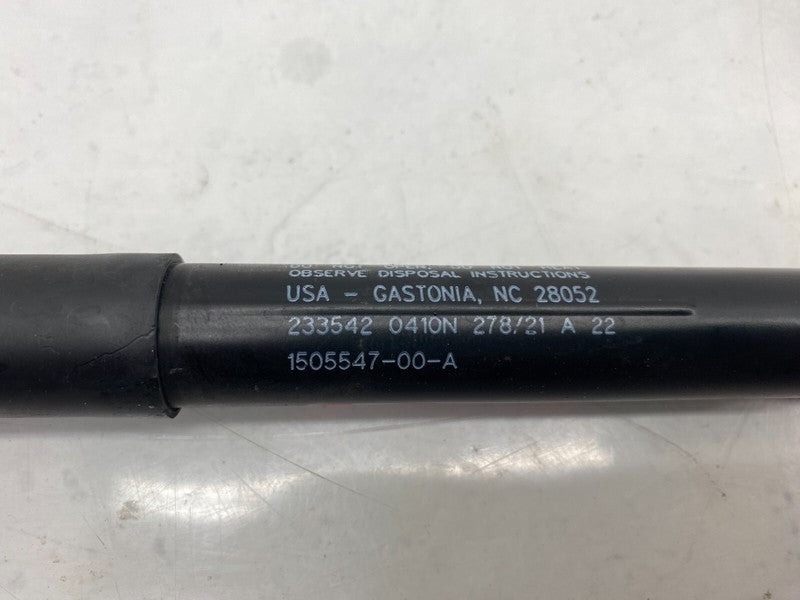 OBSERVE DISPOSAL INSTRUCTIONS
USA - GASTONIA, NC 28052
233542 0410N 278/21 A 22
1505547-00-A